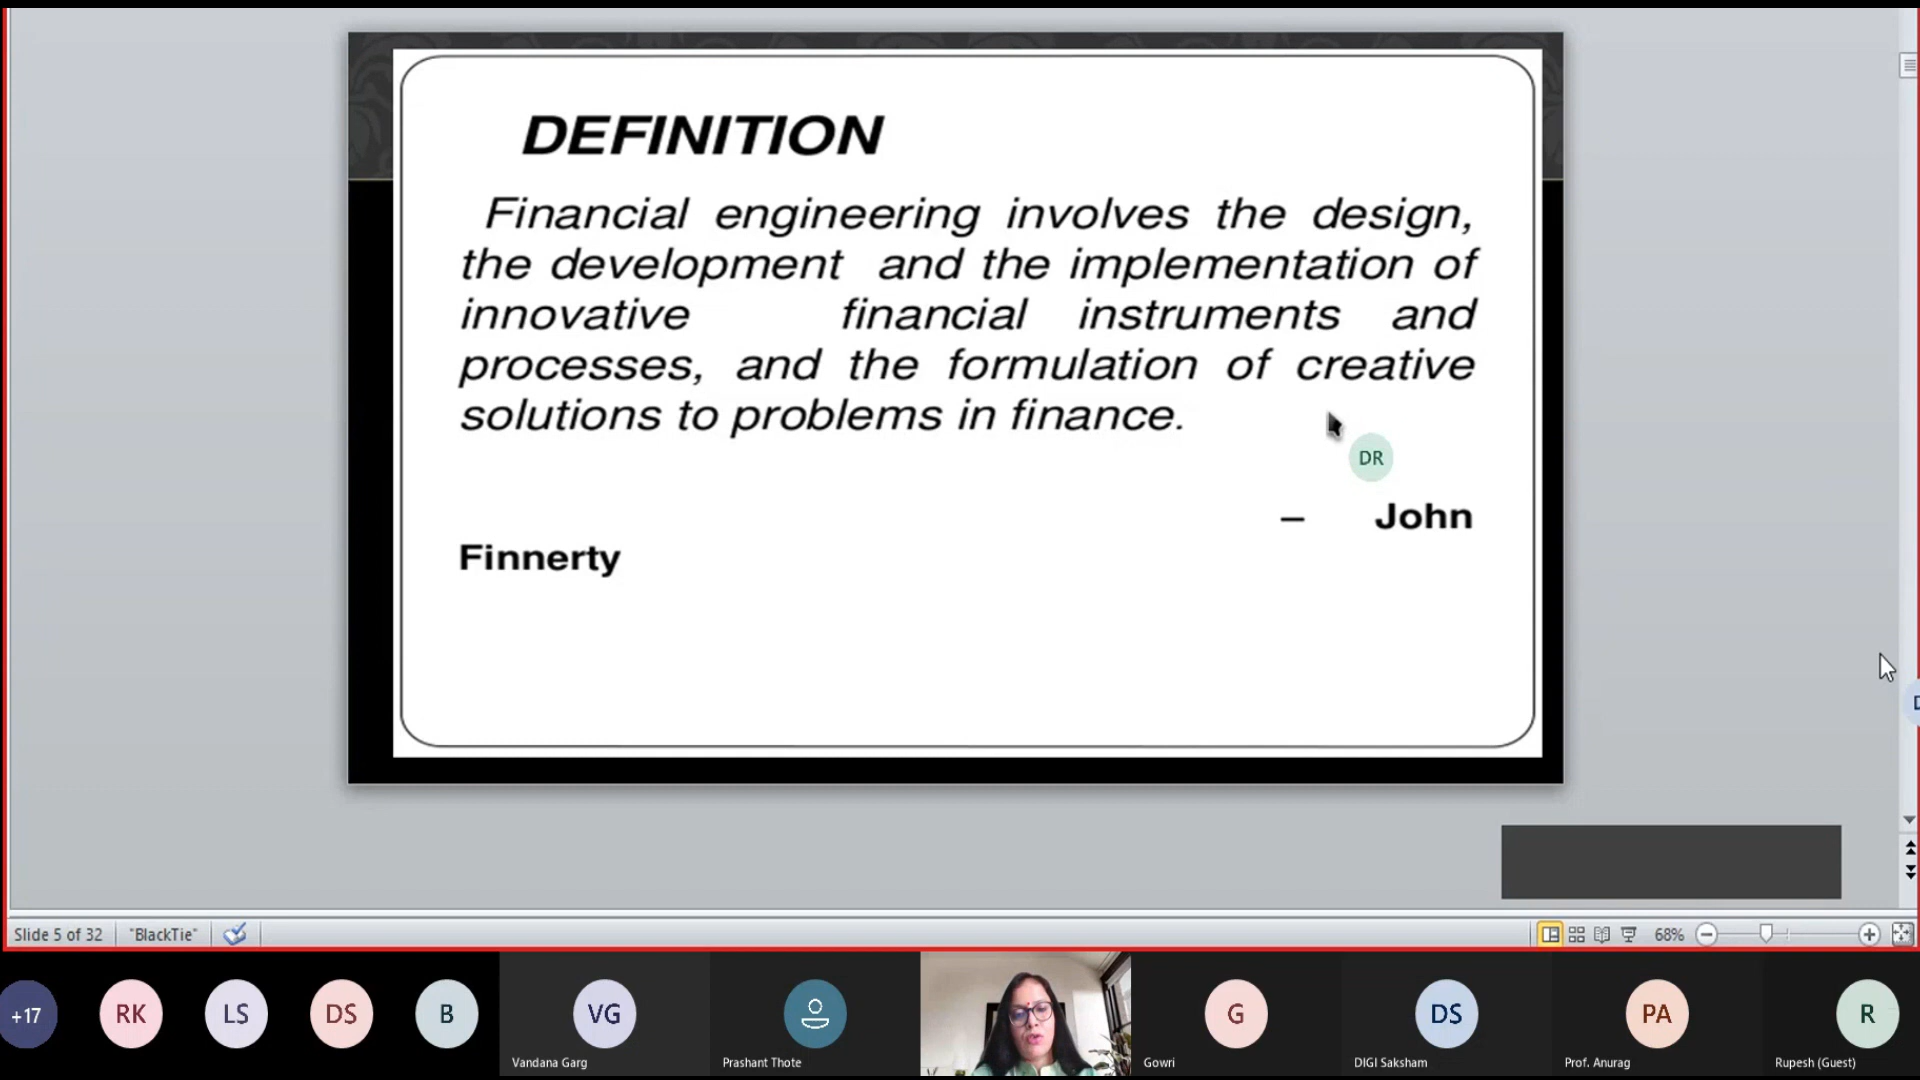 DEFINITION
Financial engineering involves the design,
the development and the implementation of
innovative financial instruments and
processes, and the formulation of creative
solutions to problems in finance.
DR
– John
Finnerty
D
Slide 5 of 32 "BlackTie" 68%
+17 RK LS DS B VG G DS PA R
Vandana Garg Prashant Thote Gowri DIGI Saksham Prof. Anurag Rupesh (Guest)